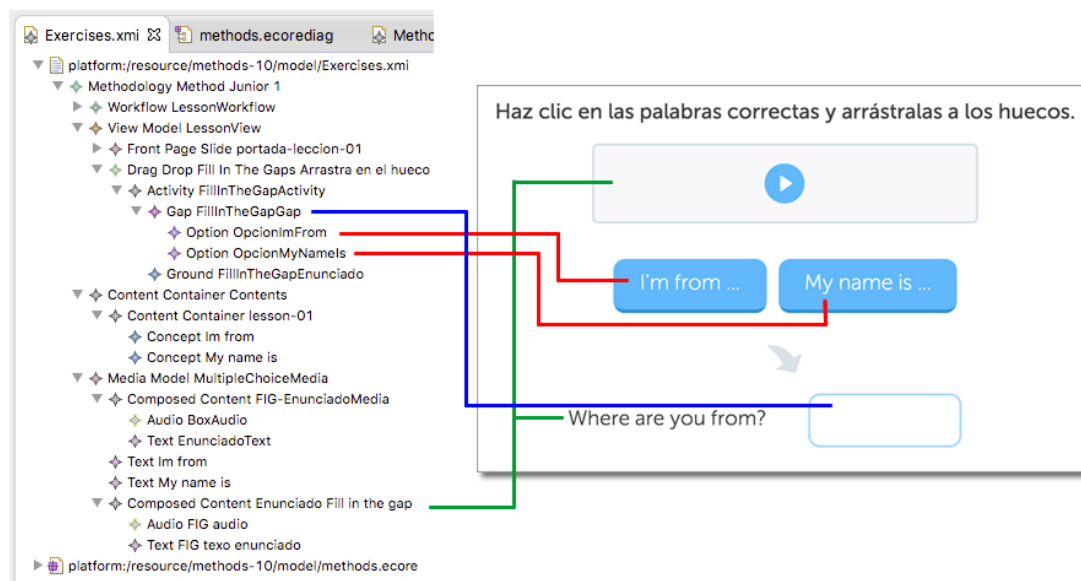 Exercises.xmi
methods.ecorediag
Metho
platform:/resource/methods-10/model/Exercises.xmi
Methodology Method Junior 1
Workflow LessonWorkflow
View Model LessonView
Front Page Slide portada-leccion-01
Drag Drop Fill In The Gaps Arrastra en el hueco
Activity FillInTheGapActivity
Gap FillInTheGapGap
Option OpcionImFrom
Option OpcionMyNameIs
Ground FillInTheGapEnunciado
Content Container Contents
Content Container lesson-01
Concept Im from
Concept My name is
Media Model MultipleChoiceMedia
Composed Content FIG-EnunciadoMedia
Audio BoxAudio
Text EnunciadoText
Text Im from
Text My name is
Composed Content Enunciado Fill in the gap
Audio FIG audio
Text FIG texo enunciado
platform:/resource/methods-10/model/methods.ecore
Haz clic en las palabras correctas y arrástralas a los huecos.
I'm from ...
My name is ...
Where are you from?